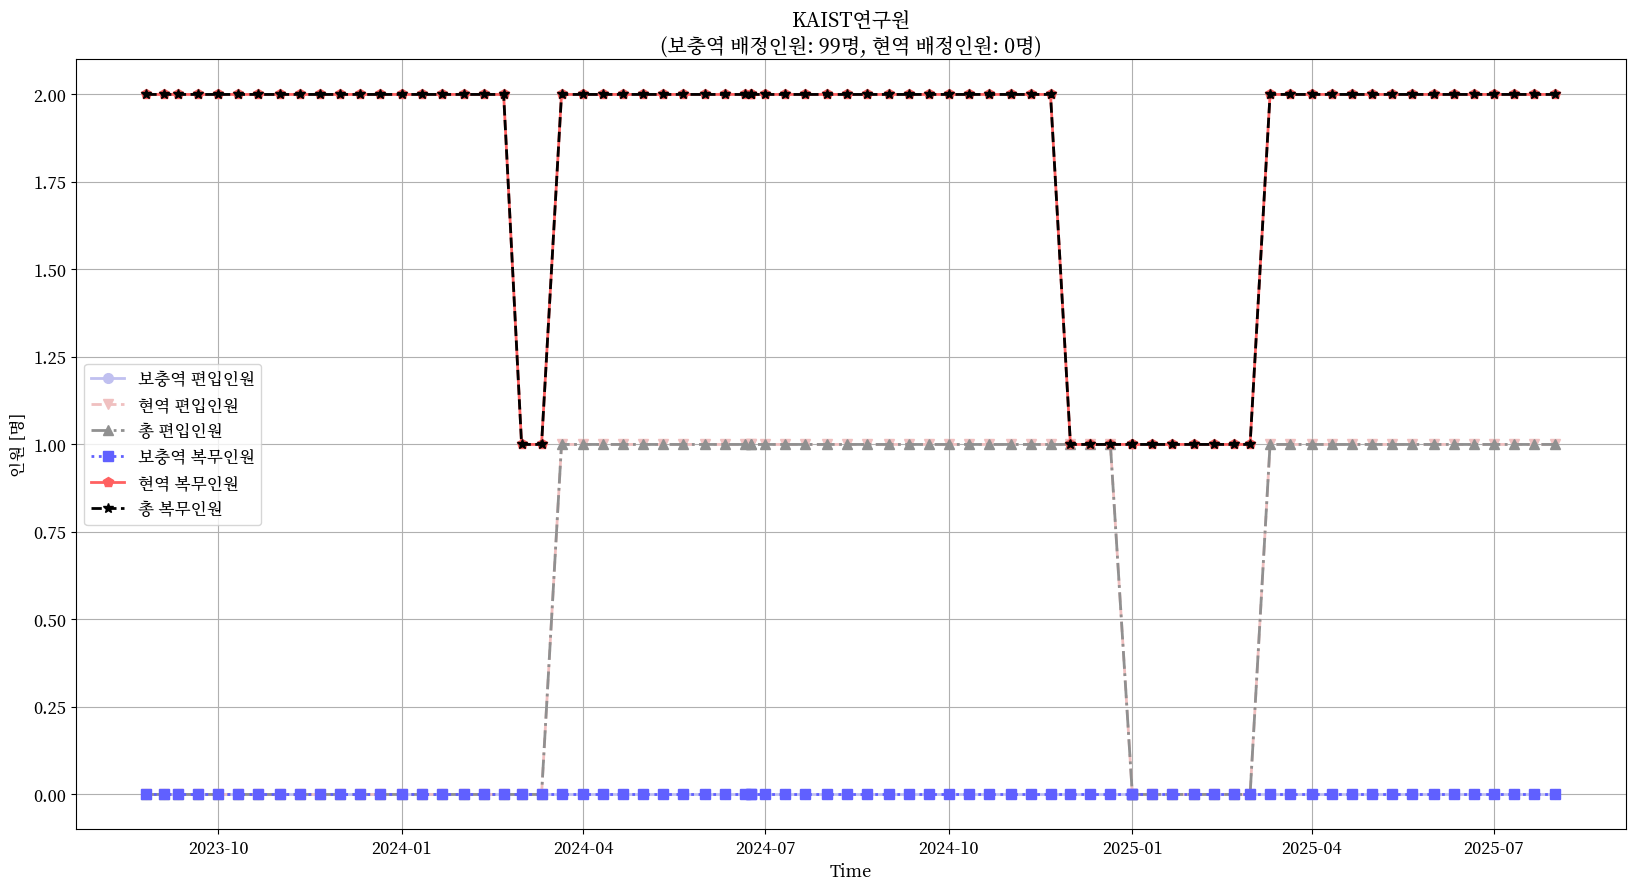 KAIST연구원
(보충역 배정인원: 99명, 현역 배정인원: 0명)
인원 [명]
2.00
1.75
1.50
1.25
1.00
0.75
0.50
0.25
0.00
보충역 편입인원
현역 편입인원
총 편입인원
보충역 복무인원
현역 복무인원
총 복무인원
2023-10 2024-01 2024-04 2024-07 2024-10 2025-01 2025-04 2025-07
Time